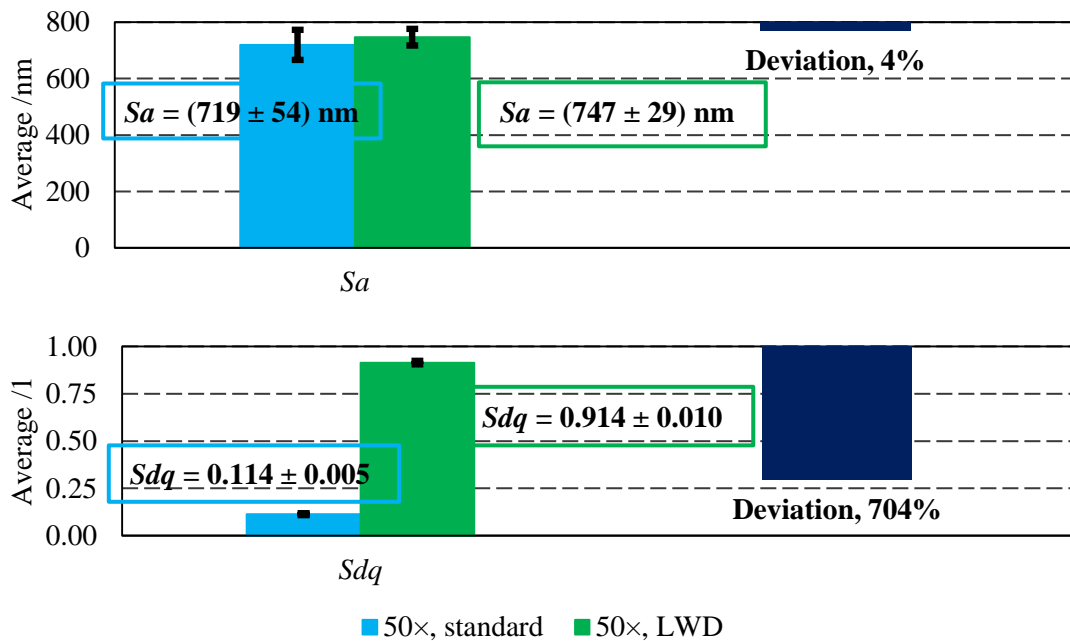 800
600
400
200
0
Average /nm
Sa = (719 ± 54) nm
Sa = (747 ± 29) nm
Deviation, 4%
Sa
1.00
0.75
0.50
0.25
0.00
Average /1
Sdq = 0.114 ± 0.005
Sdq = 0.914 ± 0.010
Deviation, 704%
Sdq
50×, standard
50×, LWD